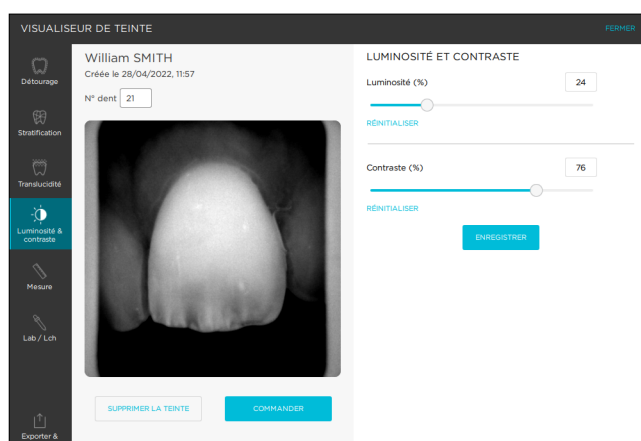 VISUALISEUR DE TEINTE
FERMER
Détourage
Stratification
Translucidité
Luminosité &
contraste
Mesure
Lab / Lch
Exporter &
William SMITH
Créée le 28/04/2022, 11:57
N° dent 21
SUPPRIMER LA TEINTE
COMMANDER
LUMINOSITÉ ET CONTRASTE
Luminosité (%) 24
RÉINITIALISER
Contraste (%) 76
RÉINITIALISER
ENREGISTRER